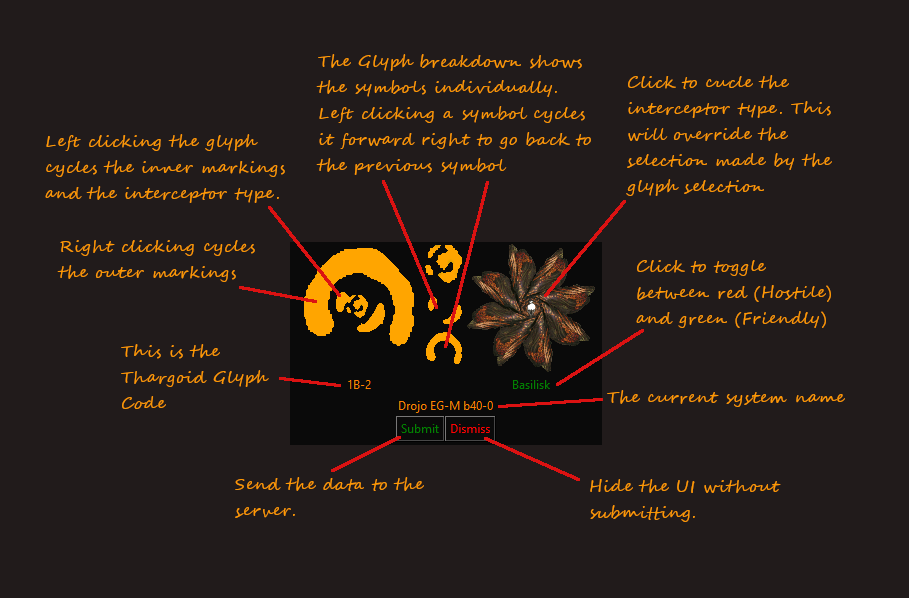 The Glyph breakdown shows
the symbols individually.
Left clicking a symbol cycles
it forward right to go back to
the previous symbol
Click to cucle the
interceptor type. This
will override the
selection made by the
glyph selection
Left clicking the glyph
cycles the inner markings
and the interceptor type.
Right clicking cycles
the outer markings
Click to toggle
between red (Hostile)
and green (Friendly)
This is the
Thargoid Glyph
Code
1B-2
Basilisk
Drojo EG-M b40-0
The current system name
Submit
Dismiss
Send the data to the
server.
Hide the UI without
submitting.